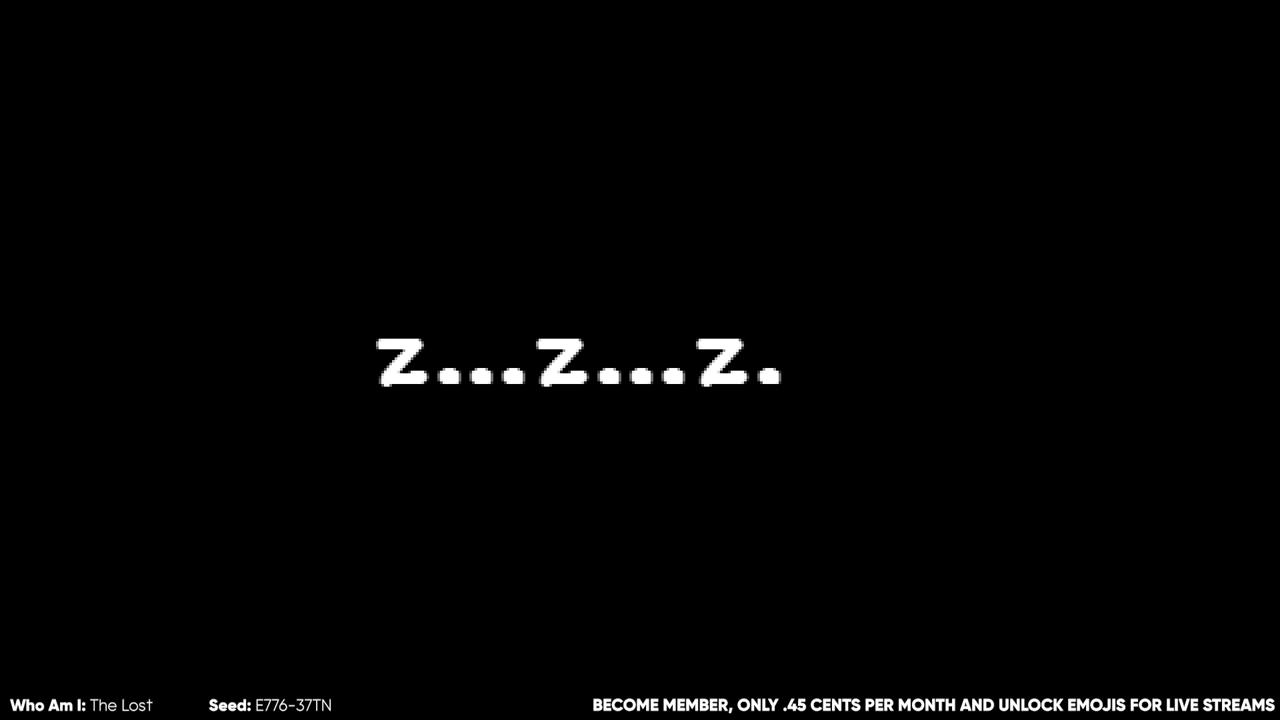 z...z...z.
Who Am I: The Lost
Seed: E776-37TN
BECOME MEMBER, ONLY .45 CENTS PER MONTH AND UNLOCK EMOJIS FOR LIVE STREAMS